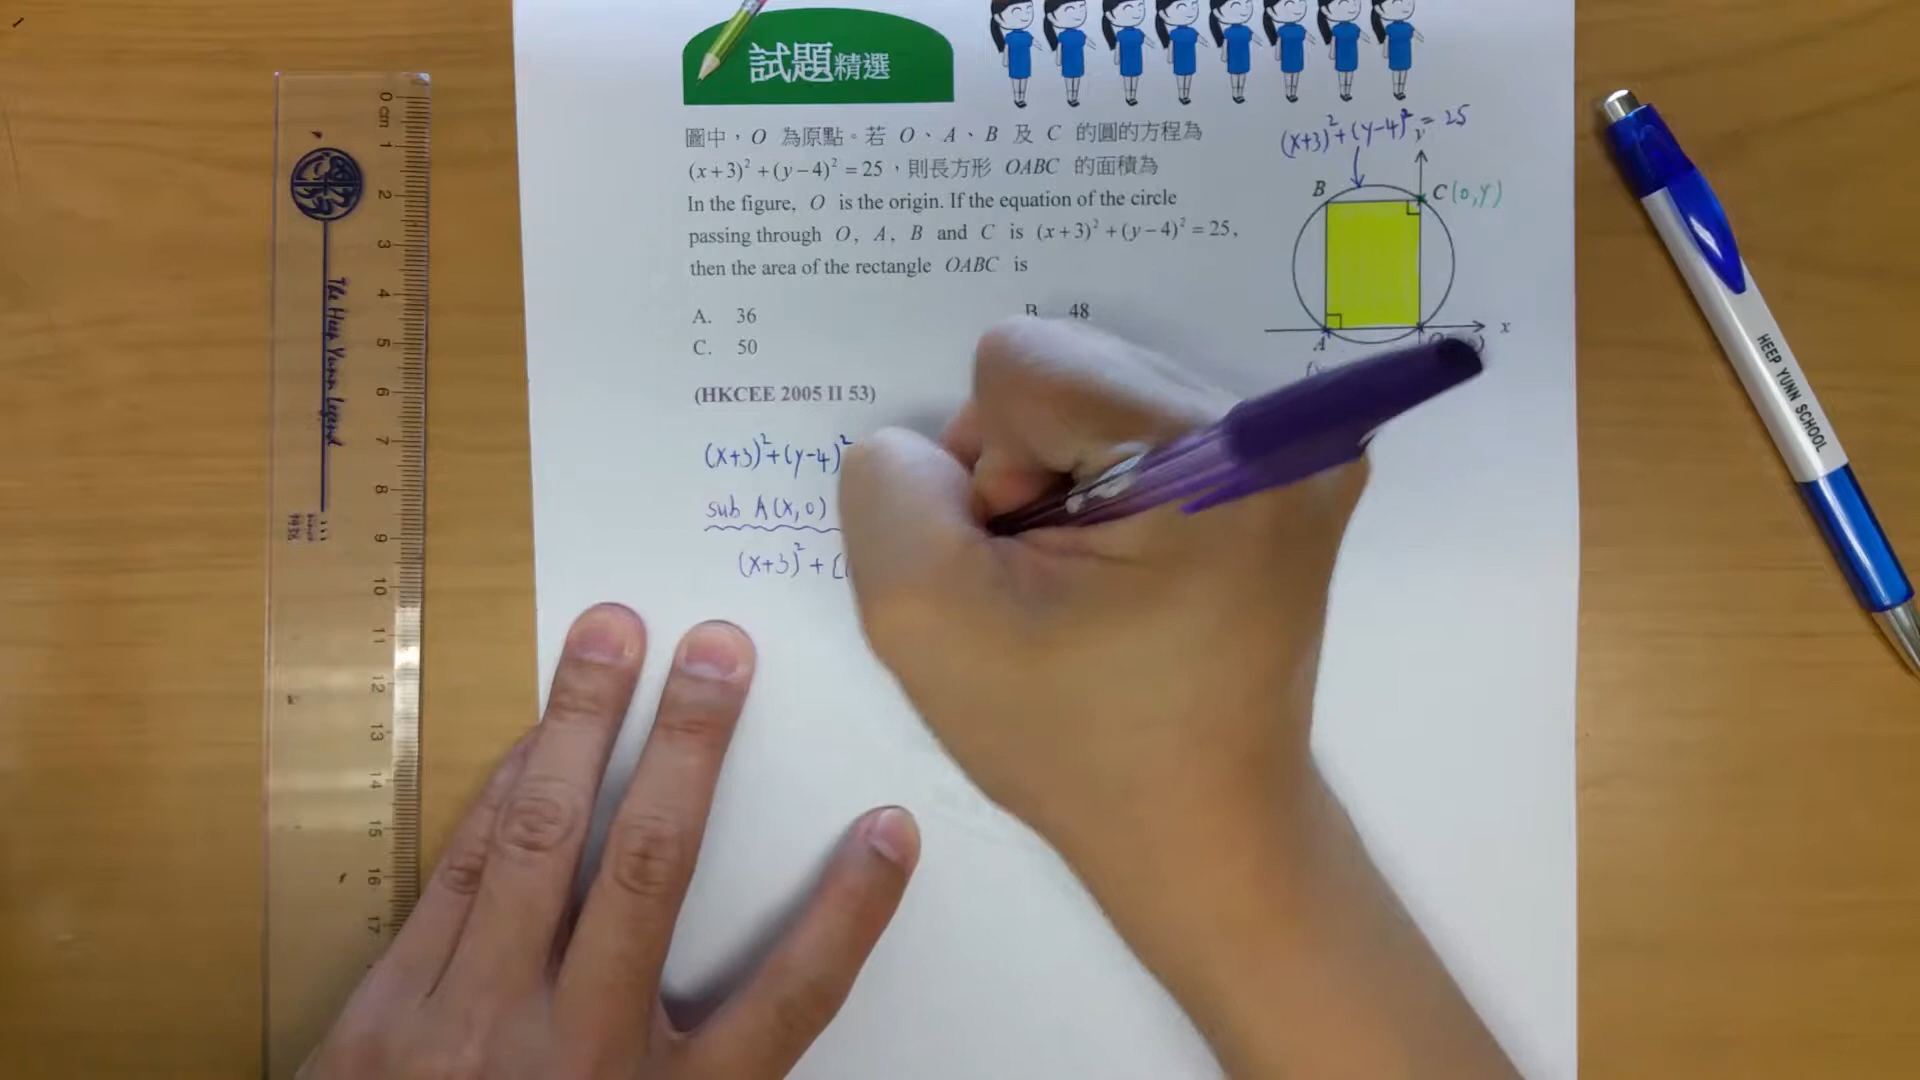 試題精選
圖中,O 為原點。若 O、A、B 及 C 的圓的方程為
(x+3)² +(y−4)² = 25 ,則長方形 OABC 的面積為
In the figure, O is the origin. If the equation of the circle
passing through O, A, B and C is (x+3)² +(y−4)² = 25,
then the area of the rectangle OABC is
A. 36
B. 48
C. 50
(HKCEE 2005 II 53)
(x+3)²+(y-4)²
sub A(x,0)
(x+3)² + [(
(x+3)²+(y-4)² = 25
y
B
C (0,y)
A
x
0 cm 1 2 3 4 5 6 7 8 9 10 11 12 13 14 15 16 17
The Heep Yunn Legend
HEEP YUNN SCHOOL